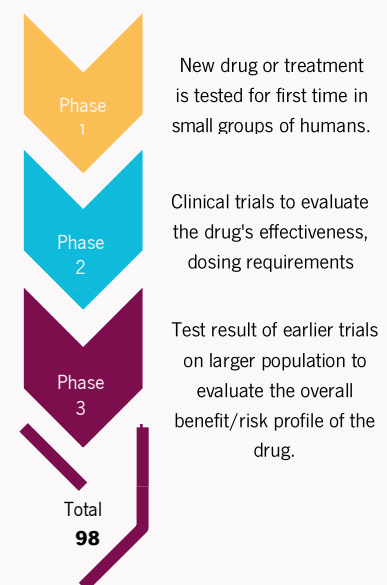 Phase
1
New drug or treatment
is tested for first time in
small groups of humans.
Phase
2
Clinical trials to evaluate
the drug's effectiveness,
dosing requirements
Phase
3
Test result of earlier trials
on larger population to
evaluate the overall
benefit/risk profile of the
drug.
Total
98